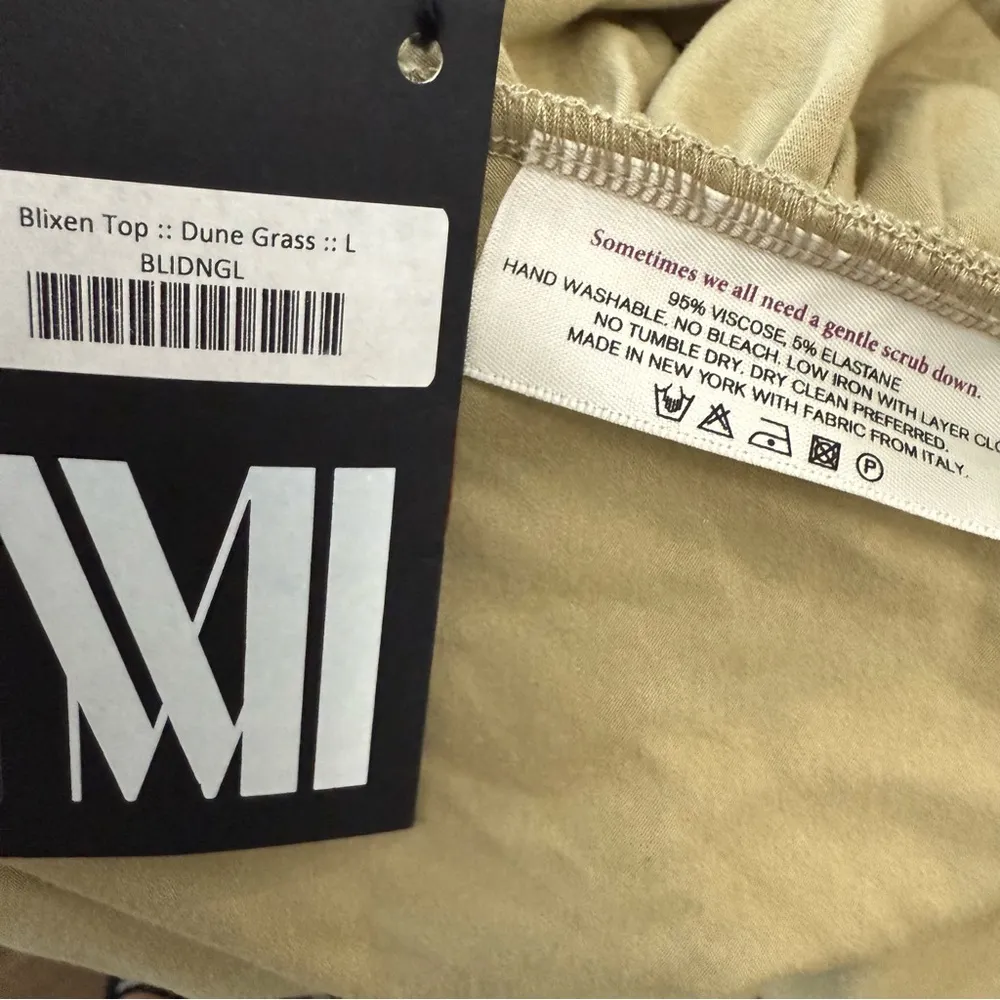 Blixen Top :: Dune Grass :: L
BLIDNGL
Sometimes we all need a gentle scrub down.
95% VISCOSE, 5% ELASTANE
HAND WASHABLE. NO BLEACH. LOW IRON WITH LAYER CLO
NO TUMBLE DRY. DRY CLEAN PREFERRED.
MADE IN NEW YORK WITH FABRIC FROM ITALY.
P